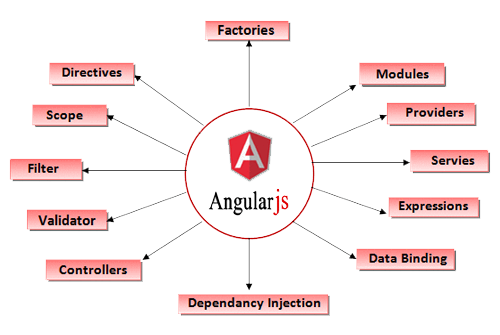 Factories
Directives
Modules
Scope
Providers
Filter
Servies
A
Angularjs
Validator
Expressions
Controllers
Data Binding
Dependancy Injection